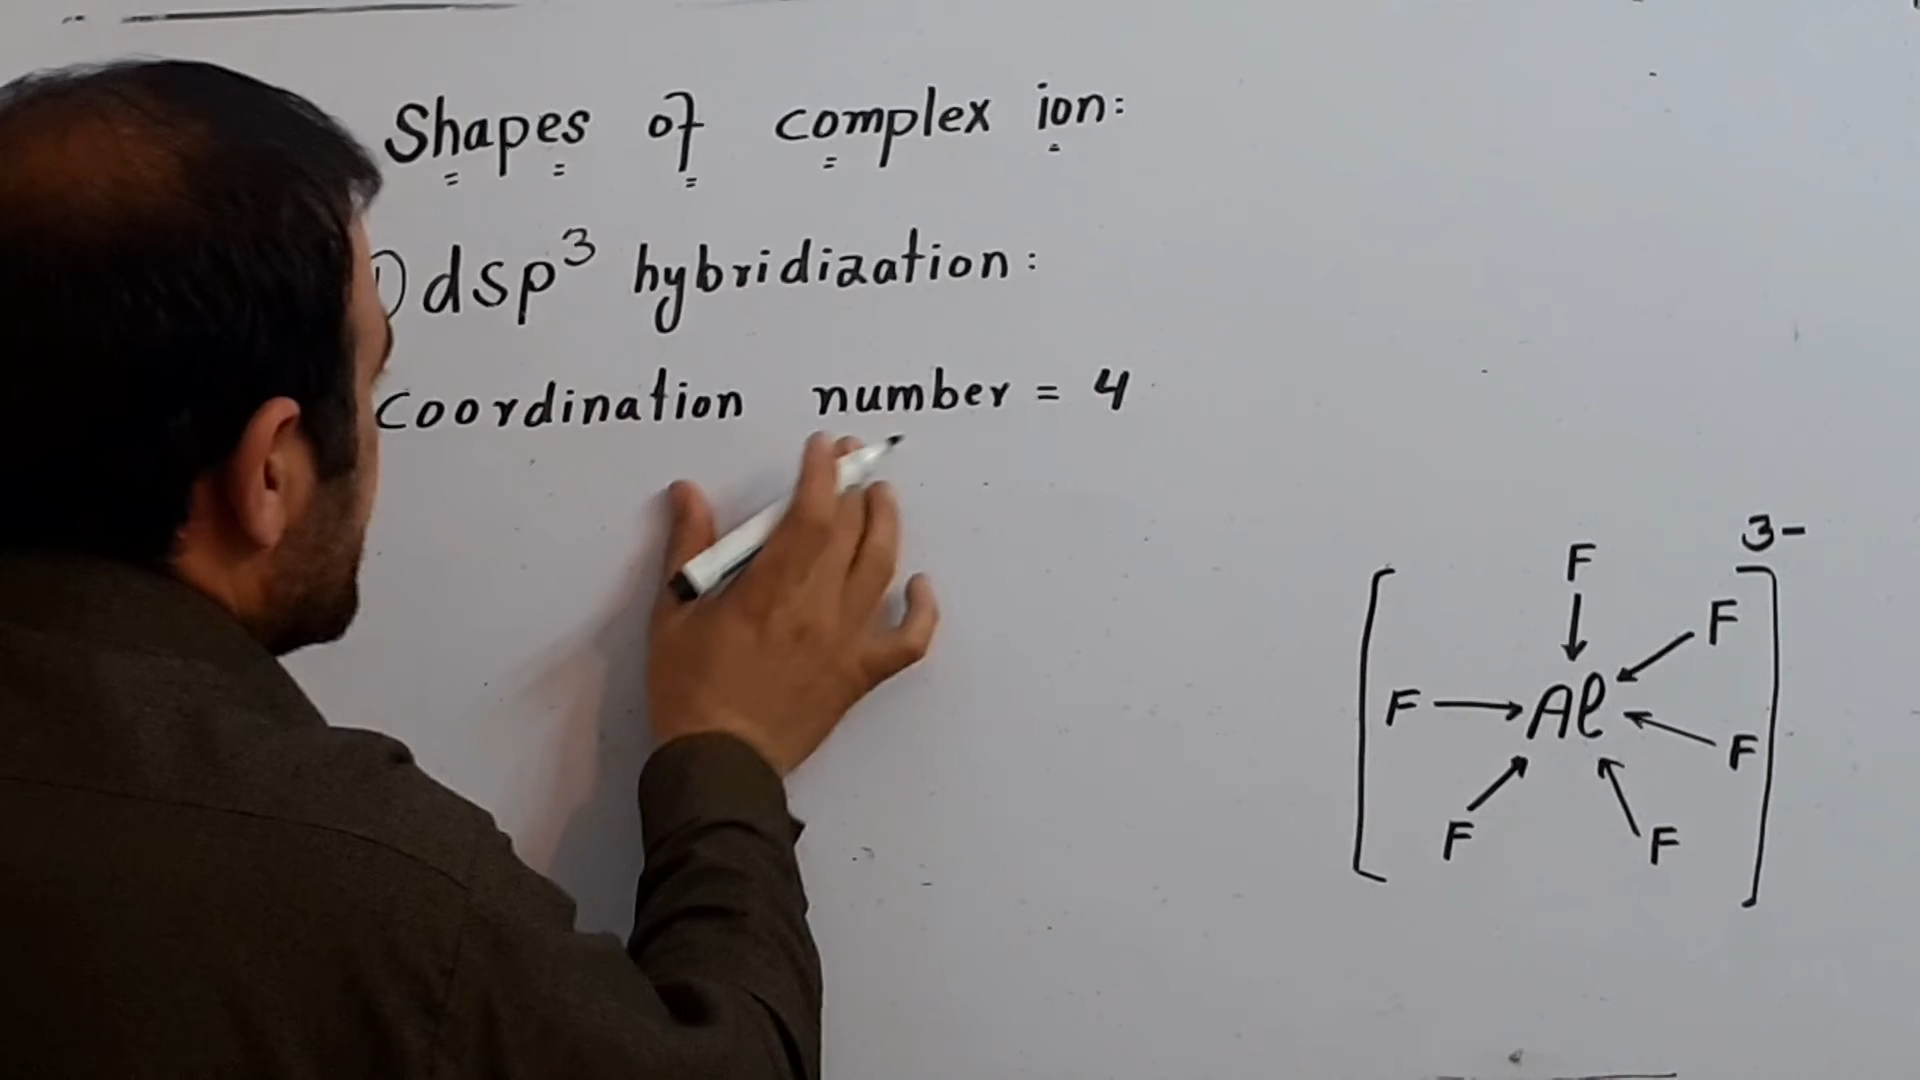 Shapes of complex ion:
) dsp³ hybridization:
Coordination number = 4
3-
F
F
F → Al
F
F
F